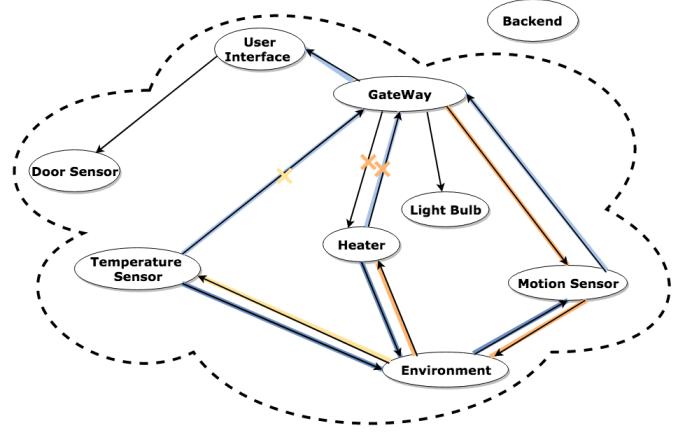 Backend
User
Interface
GateWay
Door Sensor
Light Bulb
Heater
Temperature
Sensor
Motion Sensor
Environment